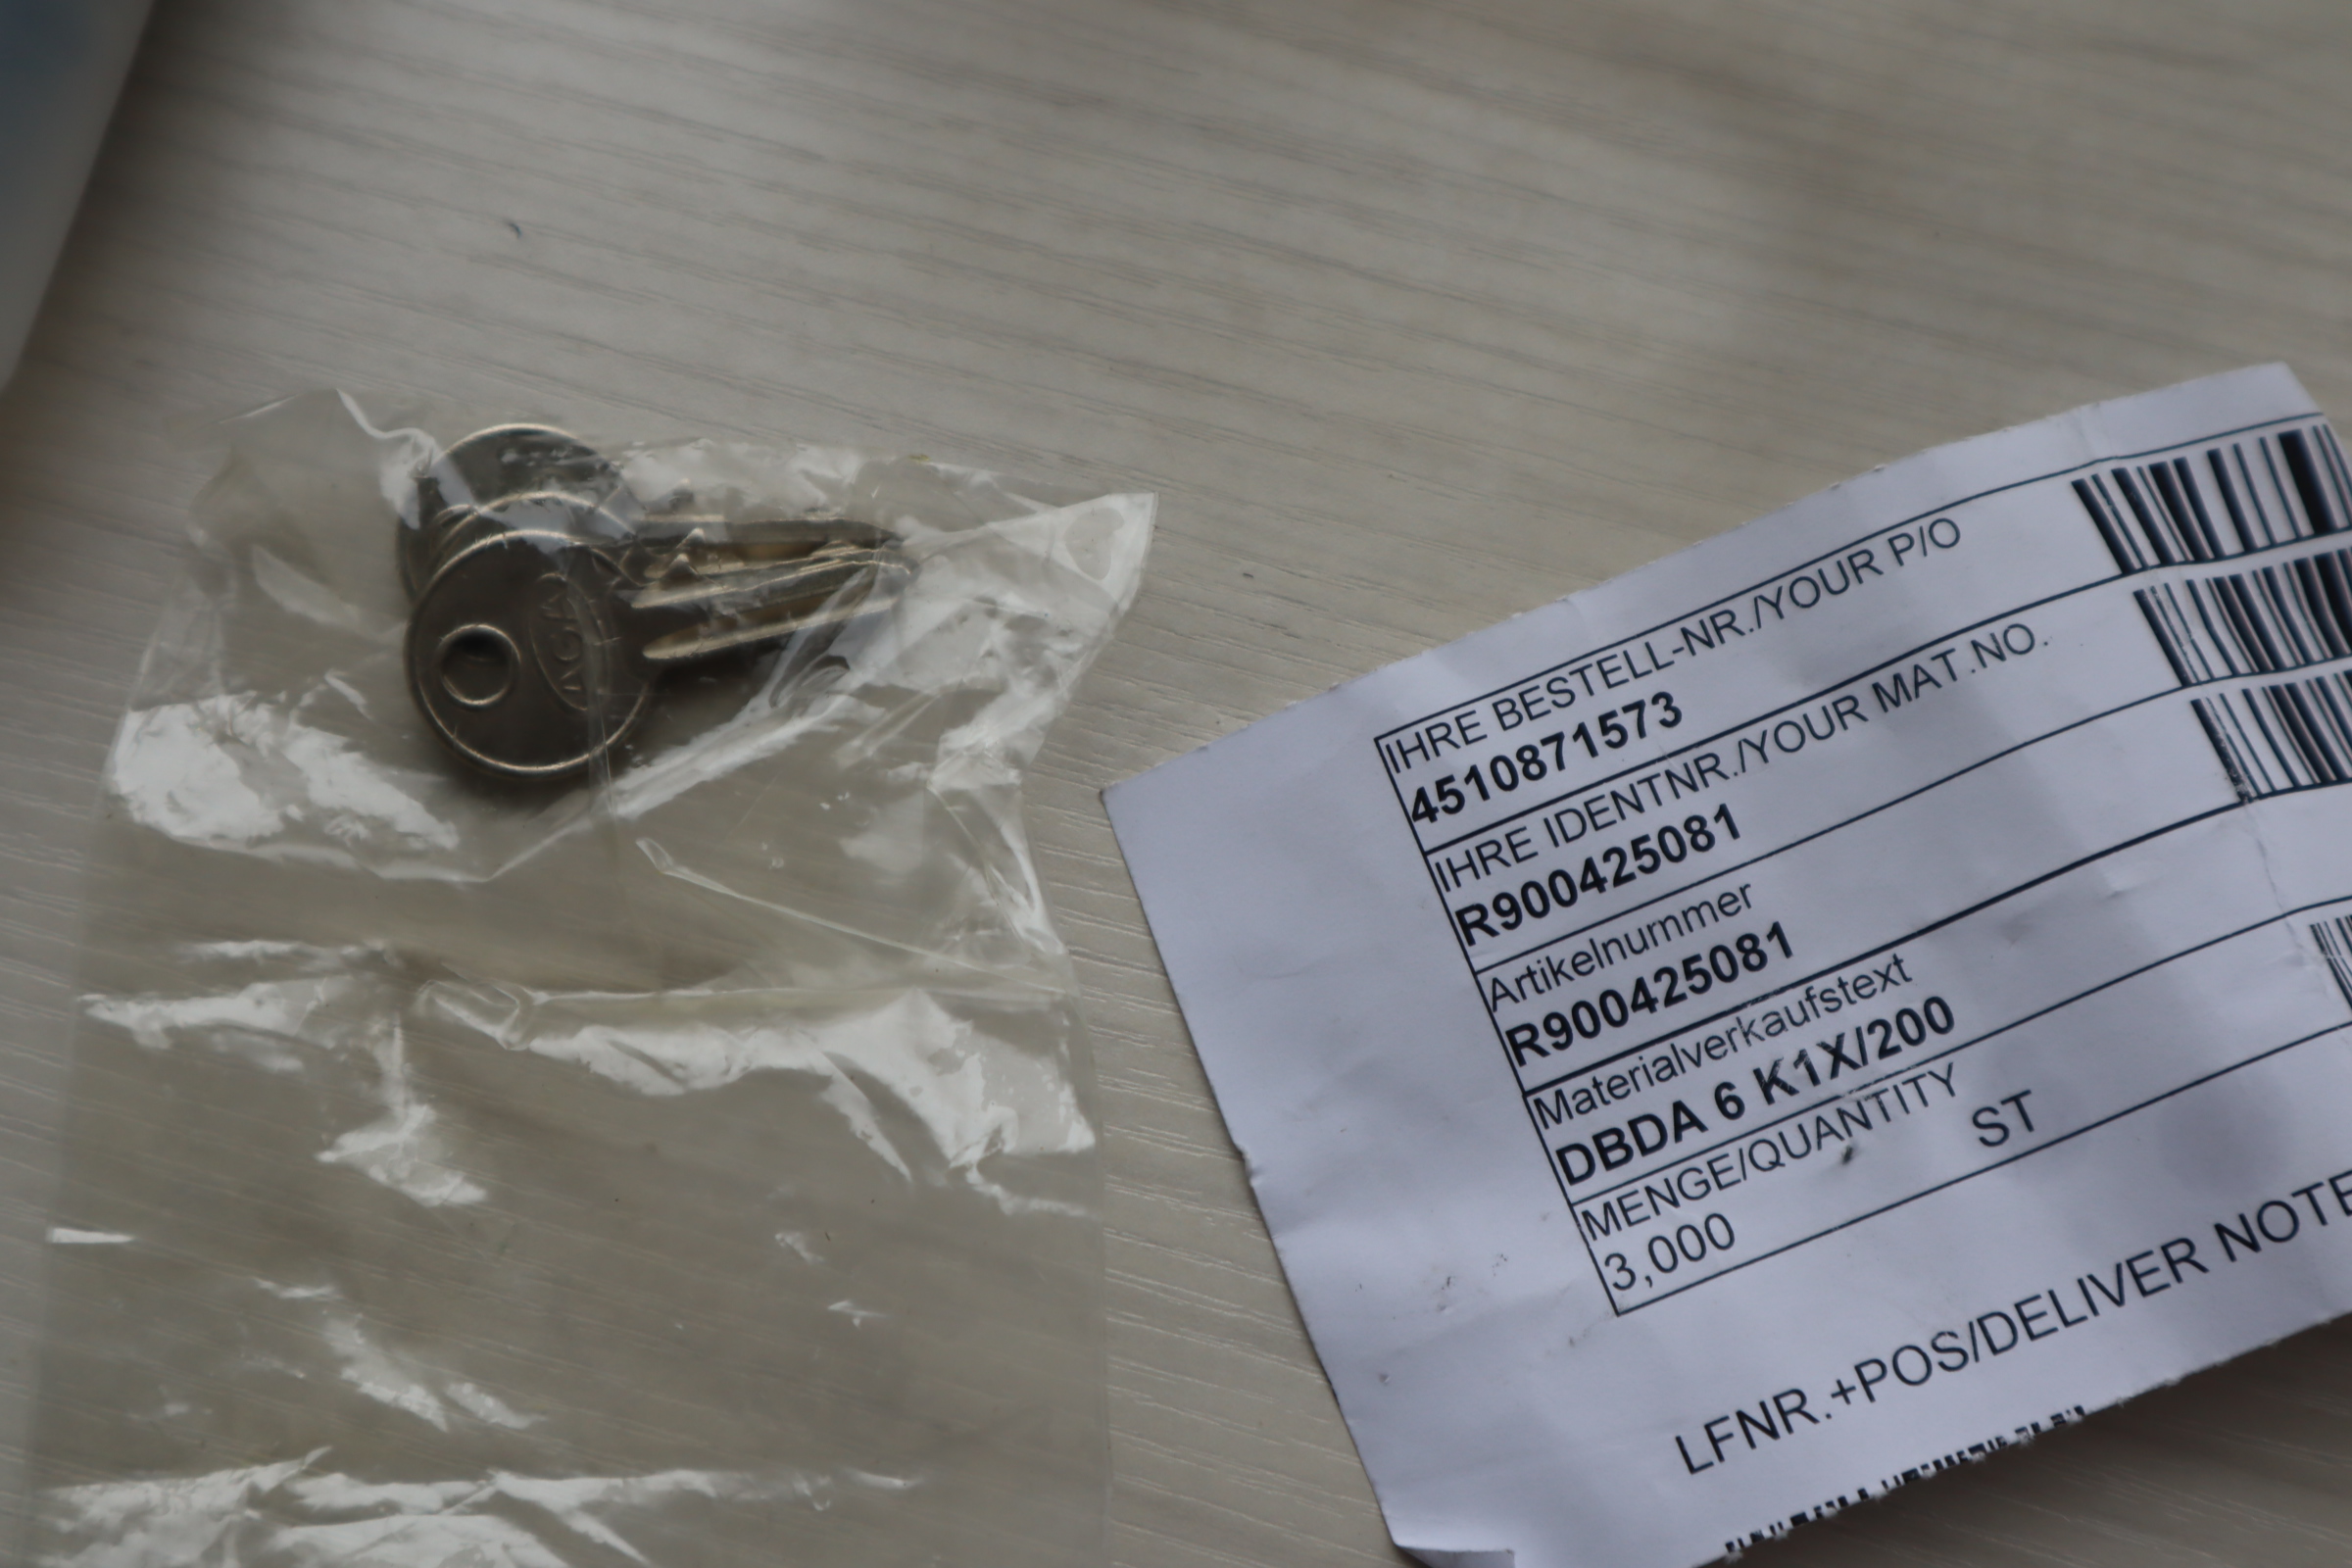 AGA
IHRE BESTELL-NR./YOUR P/O
4510871573
IHRE IDENTNR./YOUR MAT.NO.
R900425081
Artikelnummer
R900425081
Materialverkaufstext
DBDA 6 K1X/200
MENGE/QUANTITY
3,000 ST
LFNR.+POS/DELIVER NOTE